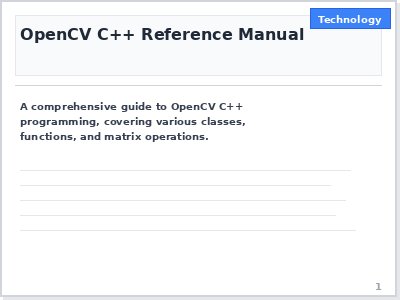 Technology
OpenCV C++ Reference Manual
A comprehensive guide to OpenCV C++
programming, covering various classes,
functions, and matrix operations.
1